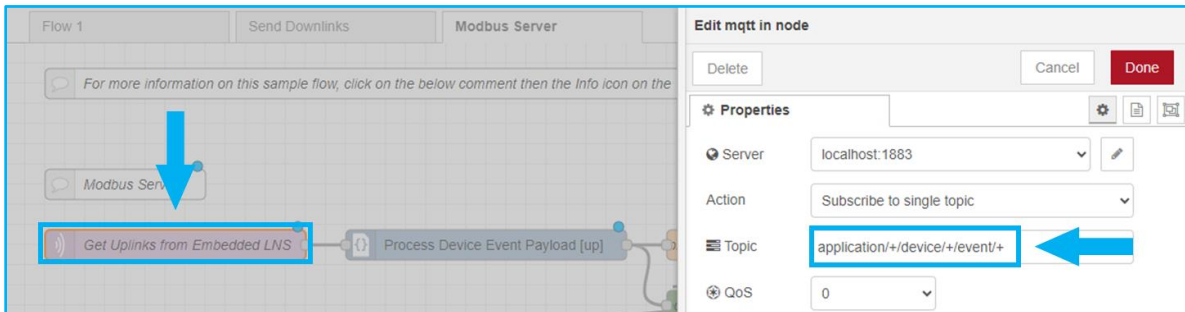 Flow 1
Send Downlinks
Modbus Server
For more information on this sample flow, click on the below comment then the Info icon on the
Modbus Serv
Get Uplinks from Embedded LNS
{} Process Device Event Payload [up]
Edit mqtt in node
Delete
Cancel
Done
Properties
Server
localhost:1883
Action
Subscribe to single topic
Topic
application/+/device/+/event/+
QoS
0